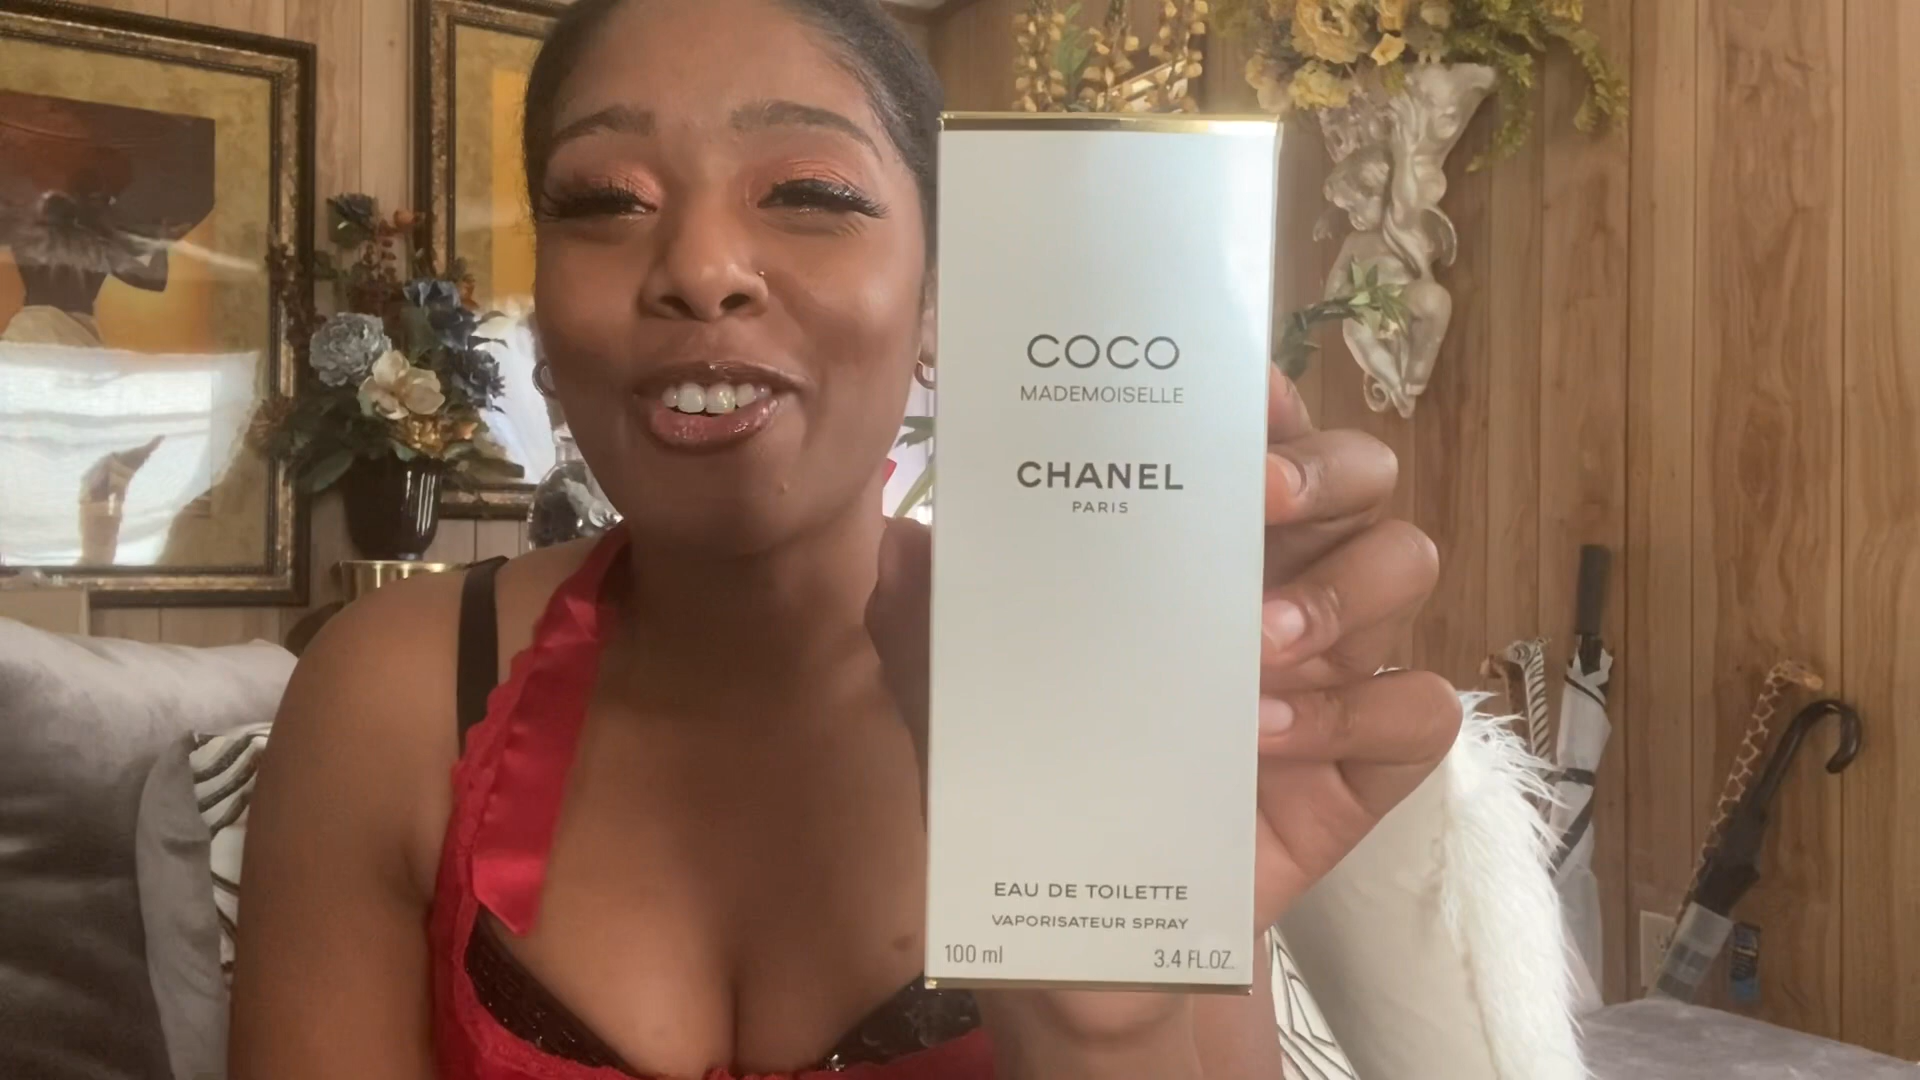 COCO
MADEMOISELLE
CHANEL
PARIS
EAU DE TOILETTE
VAPORISATEUR SPRAY
100 ml 3.4 FL.OZ.